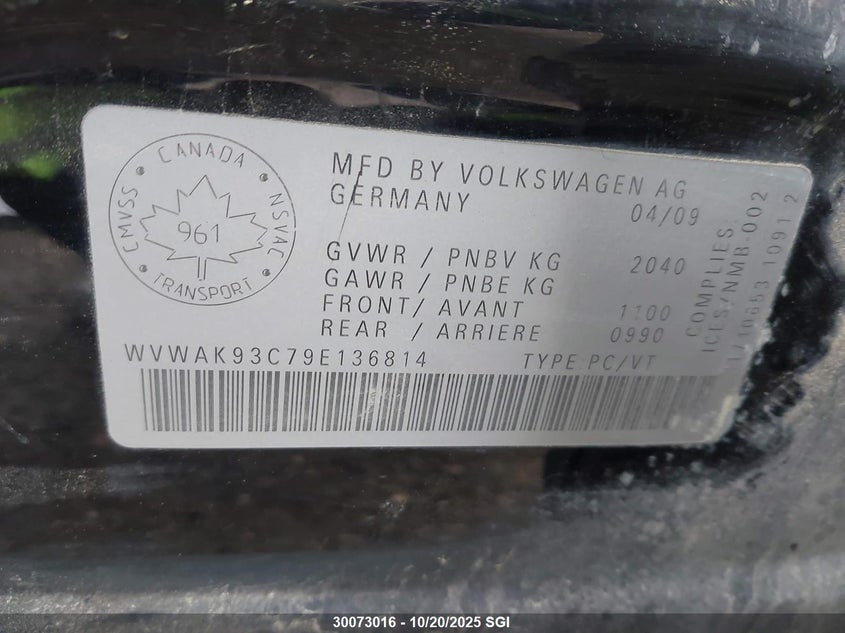 CANADA
CMVSS
NSVAC
961
TRANSPORT
MFD BY VOLKSWAGEN AG
GERMANY
04/09
GVWR / PNBV KG 2040
GAWR / PNBE KG
FRONT/ AVANT 1100
REAR / ARRIERE 0990
WVWAK93C79E136814 TYPE:PC/VT
COMPLIES
ICES/NMB-002
10912
30073016 - 10/20/2025 SGI